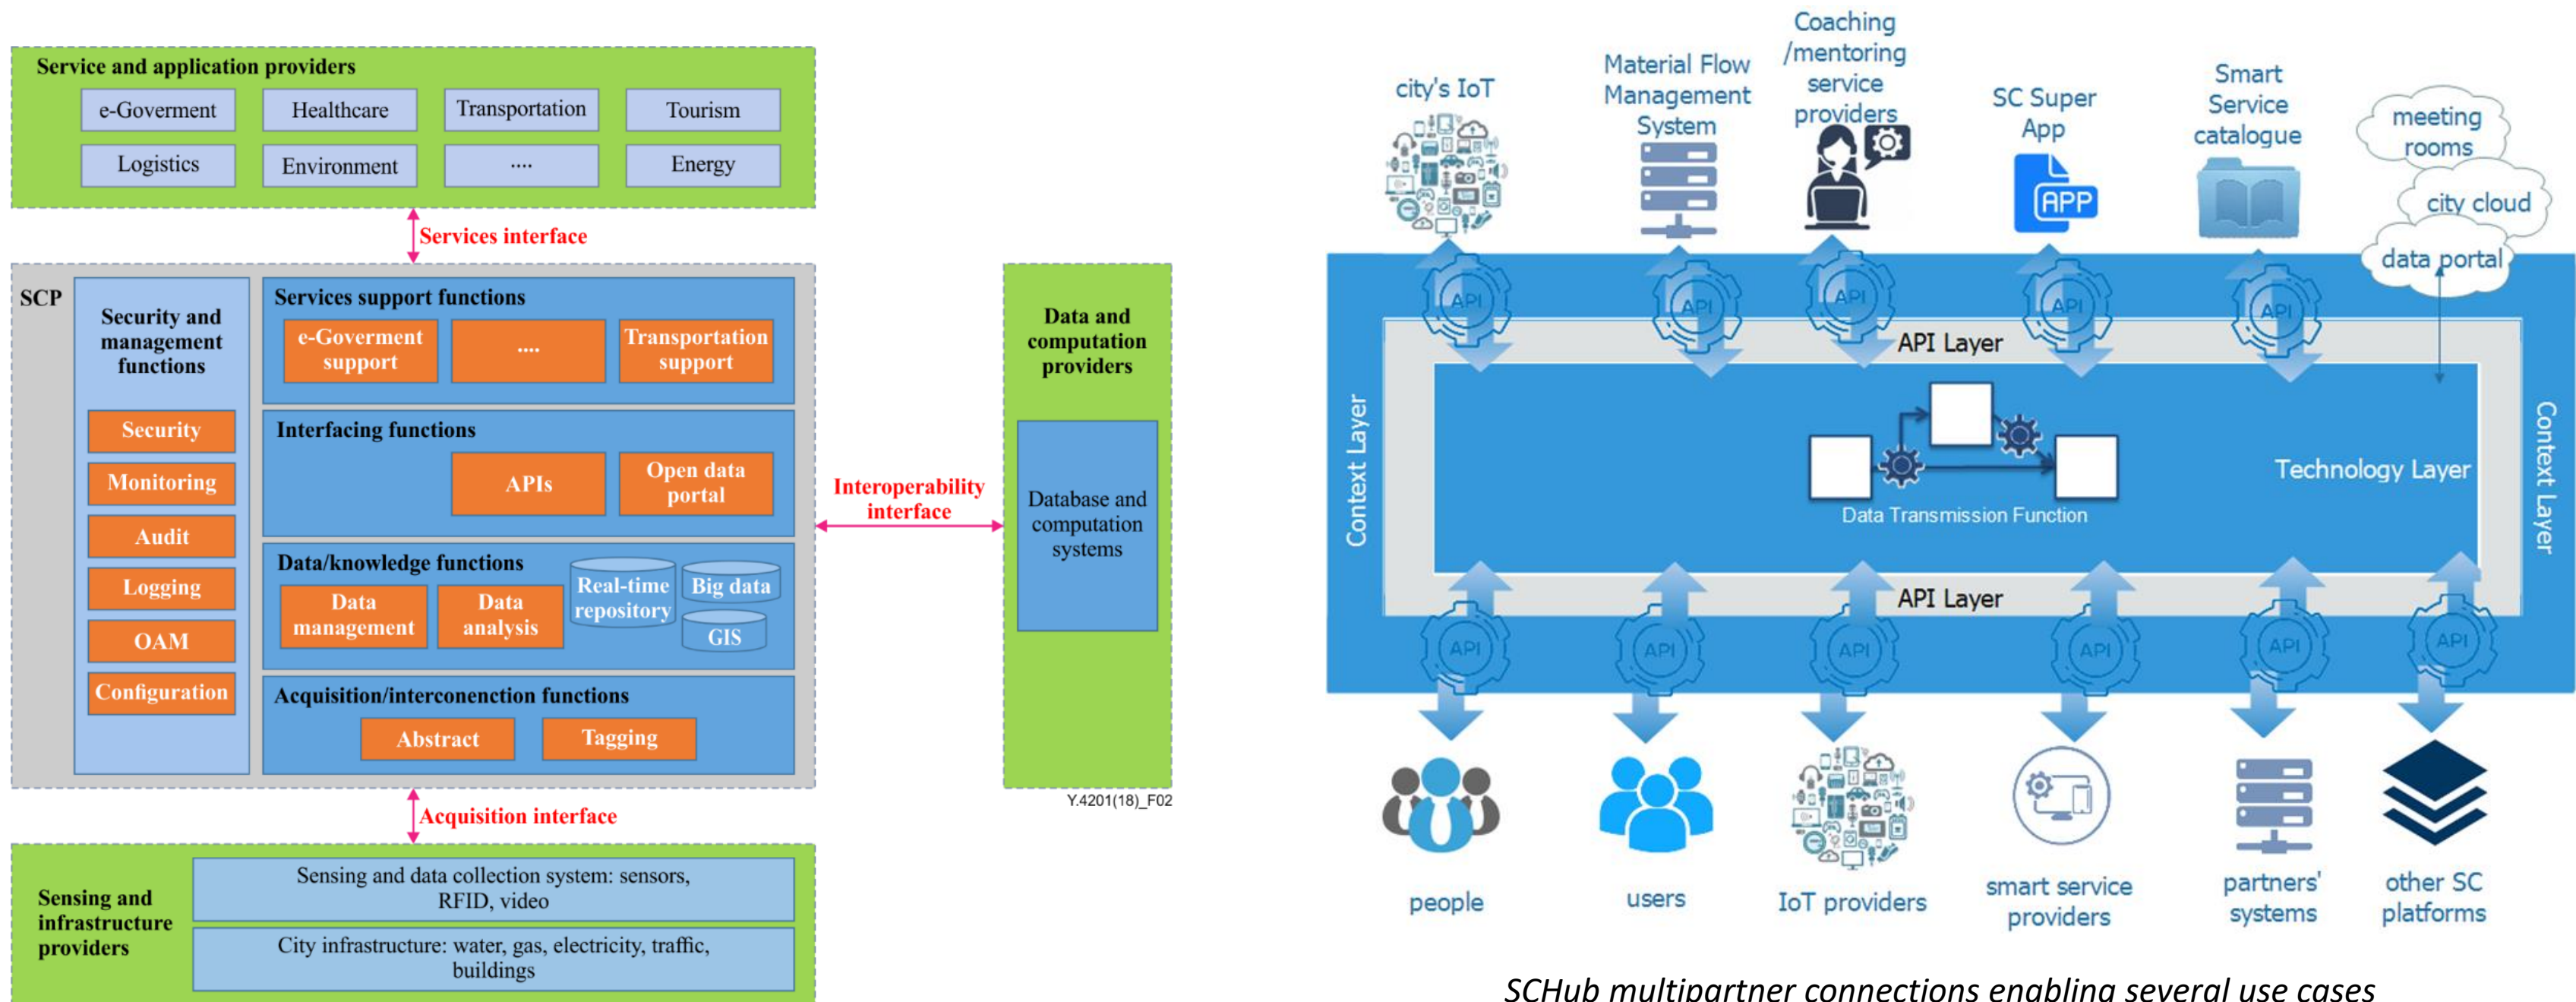 Service and application providers
e-Goverment
Healthcare
Transportation
Tourism
Logistics
Environment
....
Energy
Services interface
SCP
Security and
management
functions
Security
Monitoring
Audit
Logging
OAM
Configuration
Services support functions
e-Goverment
support
....
Transportation
support
Interfacing functions
APIs
Open data
portal
Data/knowledge functions
Data
management
Data
analysis
Real-time
repository
Big data
GIS
Acquisition/interconenction functions
Abstract
Tagging
Interoperability
interface
Data and
computation
providers
Database and
computation
systems
Y.4201(18)_F02
Acquisition interface
Sensing and
infrastructure
providers
Sensing and data collection system: sensors,
RFID, video
City infrastructure: water, gas, electricity, traffic,
buildings
city's IoT
Material Flow
Management
System
Coaching
/mentoring
service
providers
SC Super
App
APP
Smart
Service
catalogue
meeting
rooms
city cloud
data portal
API
API
API
API
API
API Layer
Context Layer
Technology Layer
Data Transmission Function
Context Layer
API Layer
API
API
API
API
API
API
people
users
IoT providers
smart service
providers
partners'
systems
other SC
platforms
SCHub multipartner connections enabling several use cases